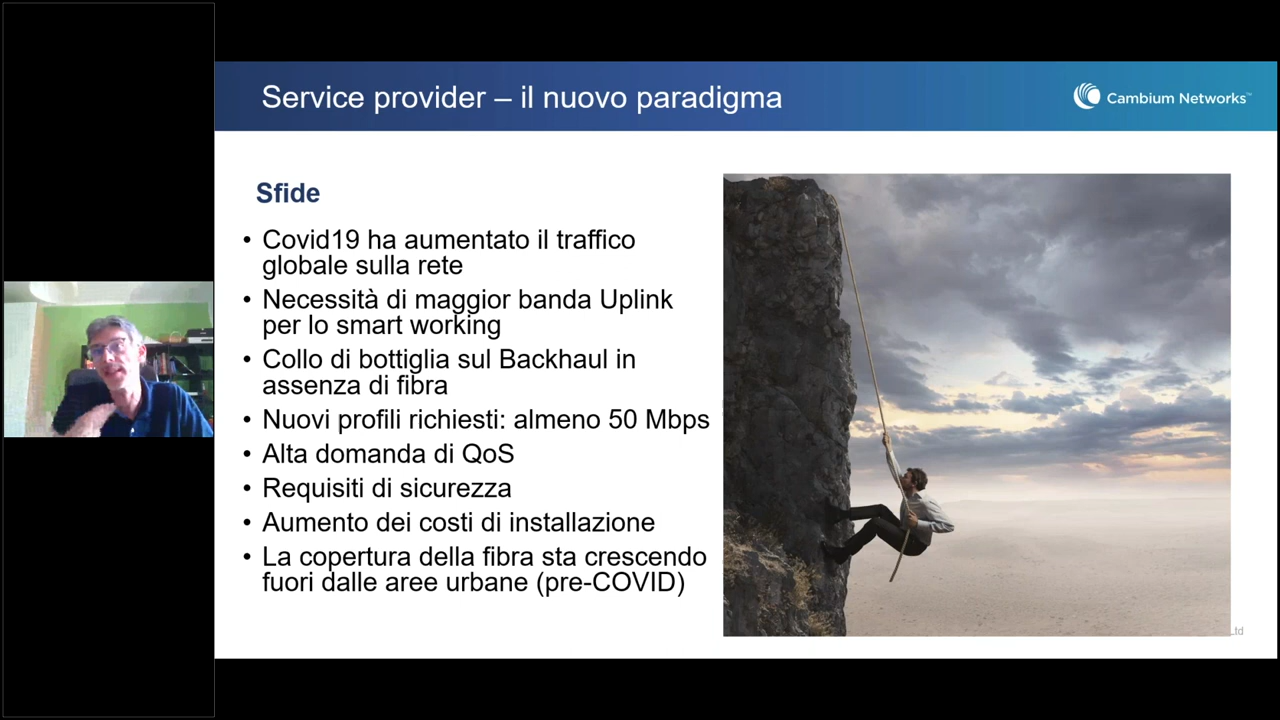 Service provider – il nuovo paradigma
Cambium Networks™
Sfide
• Covid19 ha aumentato il traffico
globale sulla rete
• Necessità di maggior banda Uplink
per lo smart working
• Collo di bottiglia sul Backhaul in
assenza di fibra
• Nuovi profili richiesti: almeno 50 Mbps
• Alta domanda di QoS
• Requisiti di sicurezza
• Aumento dei costi di installazione
• La copertura della fibra sta crescendo
fuori dalle aree urbane (pre-COVID)
Ltd